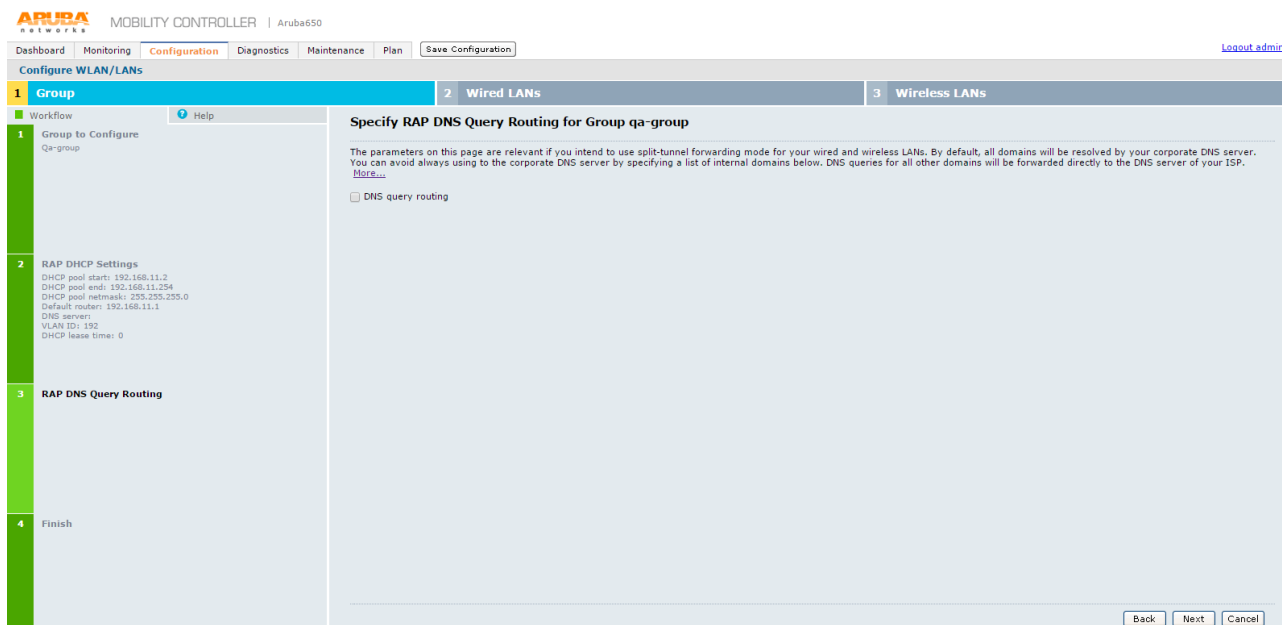 ARUBA
networks
MOBILITY CONTROLLER | Aruba650
Dashboard Monitoring Configuration Diagnostics Maintenance Plan Save Configuration
Logout admin
Configure WLAN/LANs
1 Group 2 Wired LANs 3 Wireless LANs
Workflow ? Help
1 Group to Configure
Qa-group
2 RAP DHCP Settings
DHCP pool start: 192.168.11.2
DHCP pool end: 192.168.11.254
DHCP pool netmask: 255.255.255.0
Default router: 192.168.11.1
DNS server:
VLAN ID: 192
DHCP lease time: 0
3 RAP DNS Query Routing
4 Finish
Specify RAP DNS Query Routing for Group qa-group
The parameters on this page are relevant if you intend to use split-tunnel forwarding mode for your wired and wireless LANs. By default, all domains will be resolved by your corporate DNS server.
You can avoid always using to the corporate DNS server by specifying a list of internal domains below. DNS queries for all other domains will be forwarded directly to the DNS server of your ISP.
More...
DNS query routing
Back Next Cancel